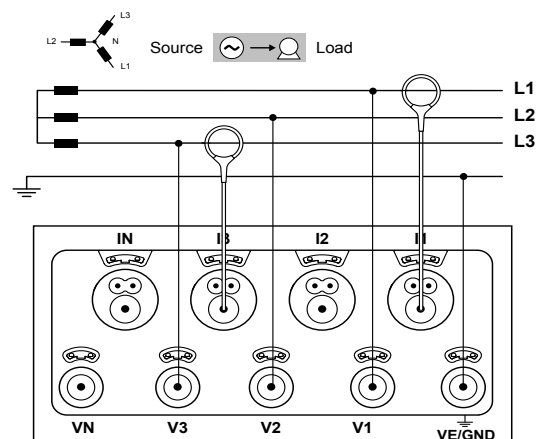 L3
L2 N
L1
Source Load
L1
L2
L3
IN I3 I2 I1
VN V3 V2 V1 VE/GND